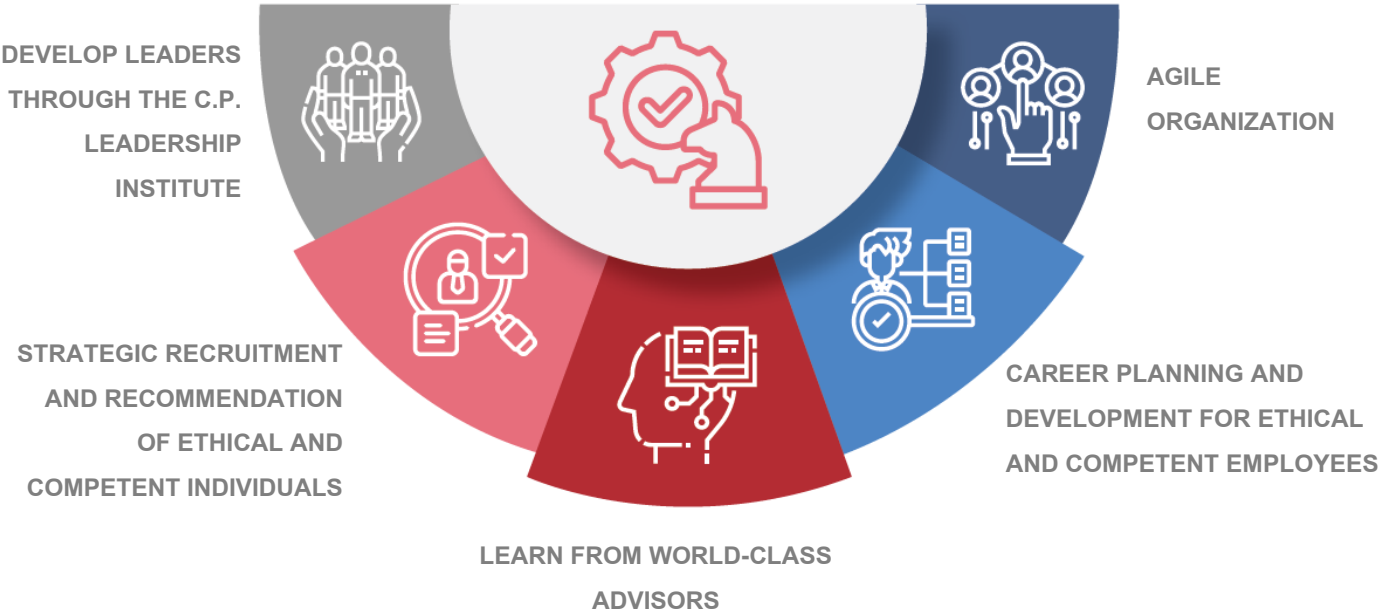 DEVELOP LEADERS
THROUGH THE C.P.
LEADERSHIP
INSTITUTE
STRATEGIC RECRUITMENT
AND RECOMMENDATION
OF ETHICAL AND
COMPETENT INDIVIDUALS
LEARN FROM WORLD-CLASS
ADVISORS
CAREER PLANNING AND
DEVELOPMENT FOR ETHICAL
AND COMPETENT EMPLOYEES
AGILE
ORGANIZATION